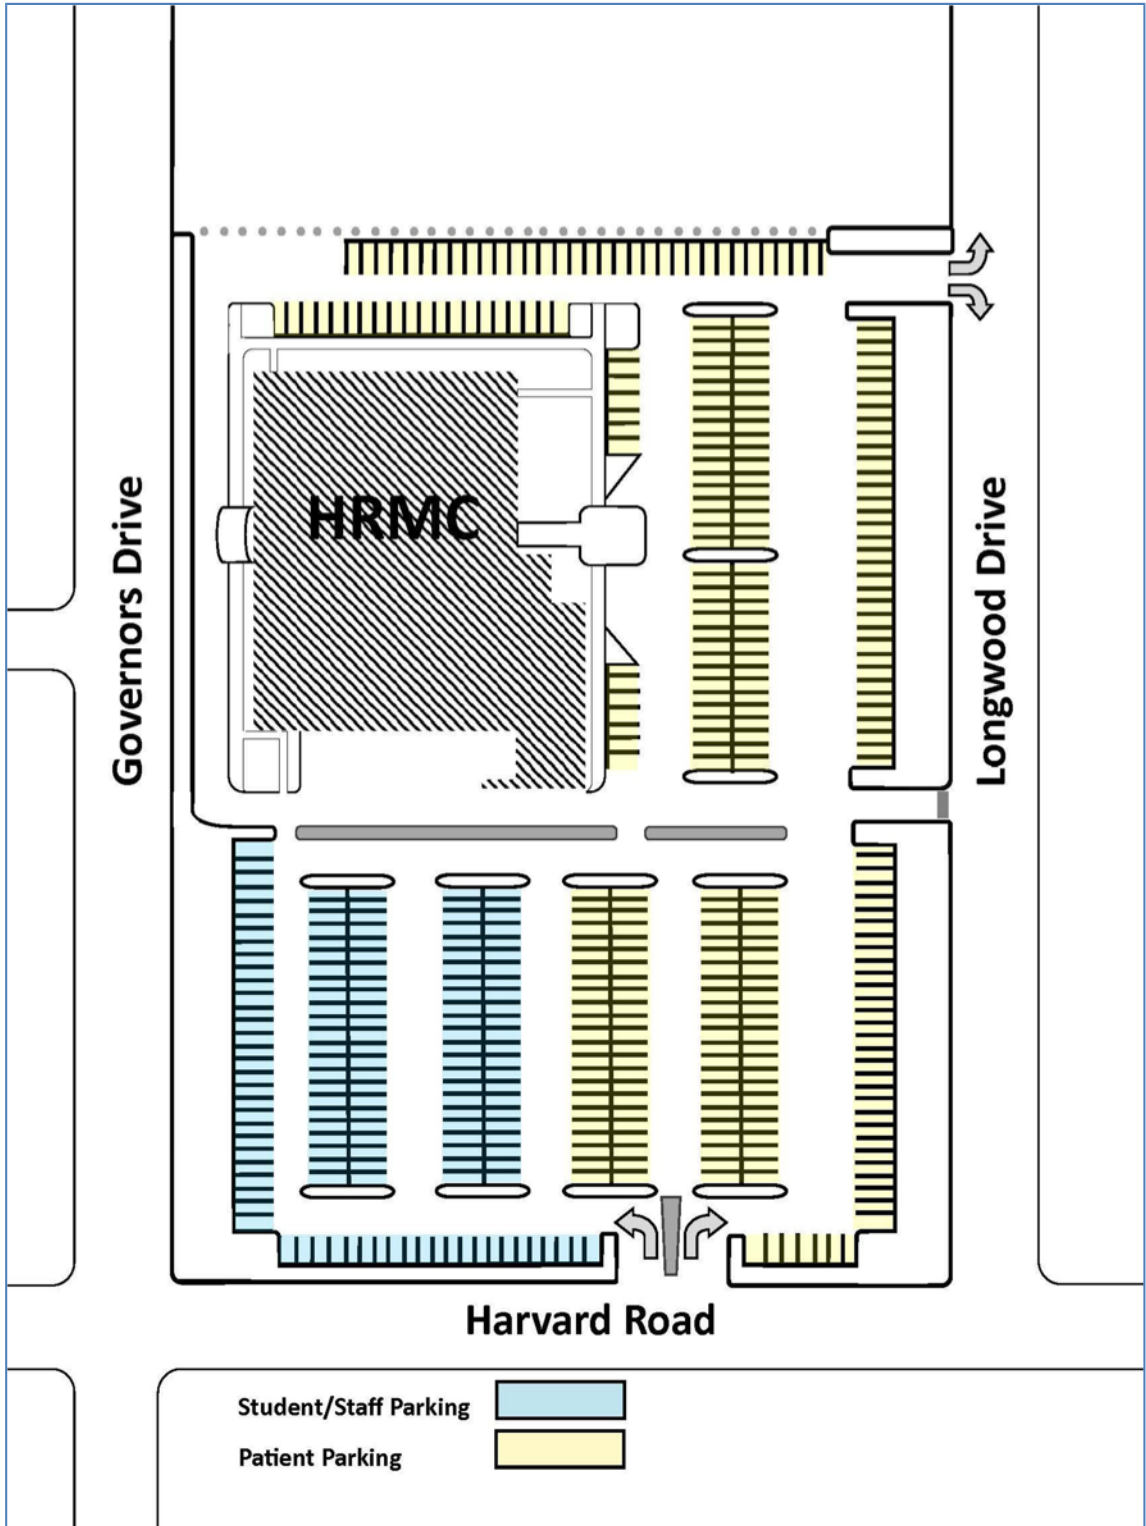 HRMC
Governors Drive
Longwood Drive
Harvard Road
Student/Staff Parking
Patient Parking